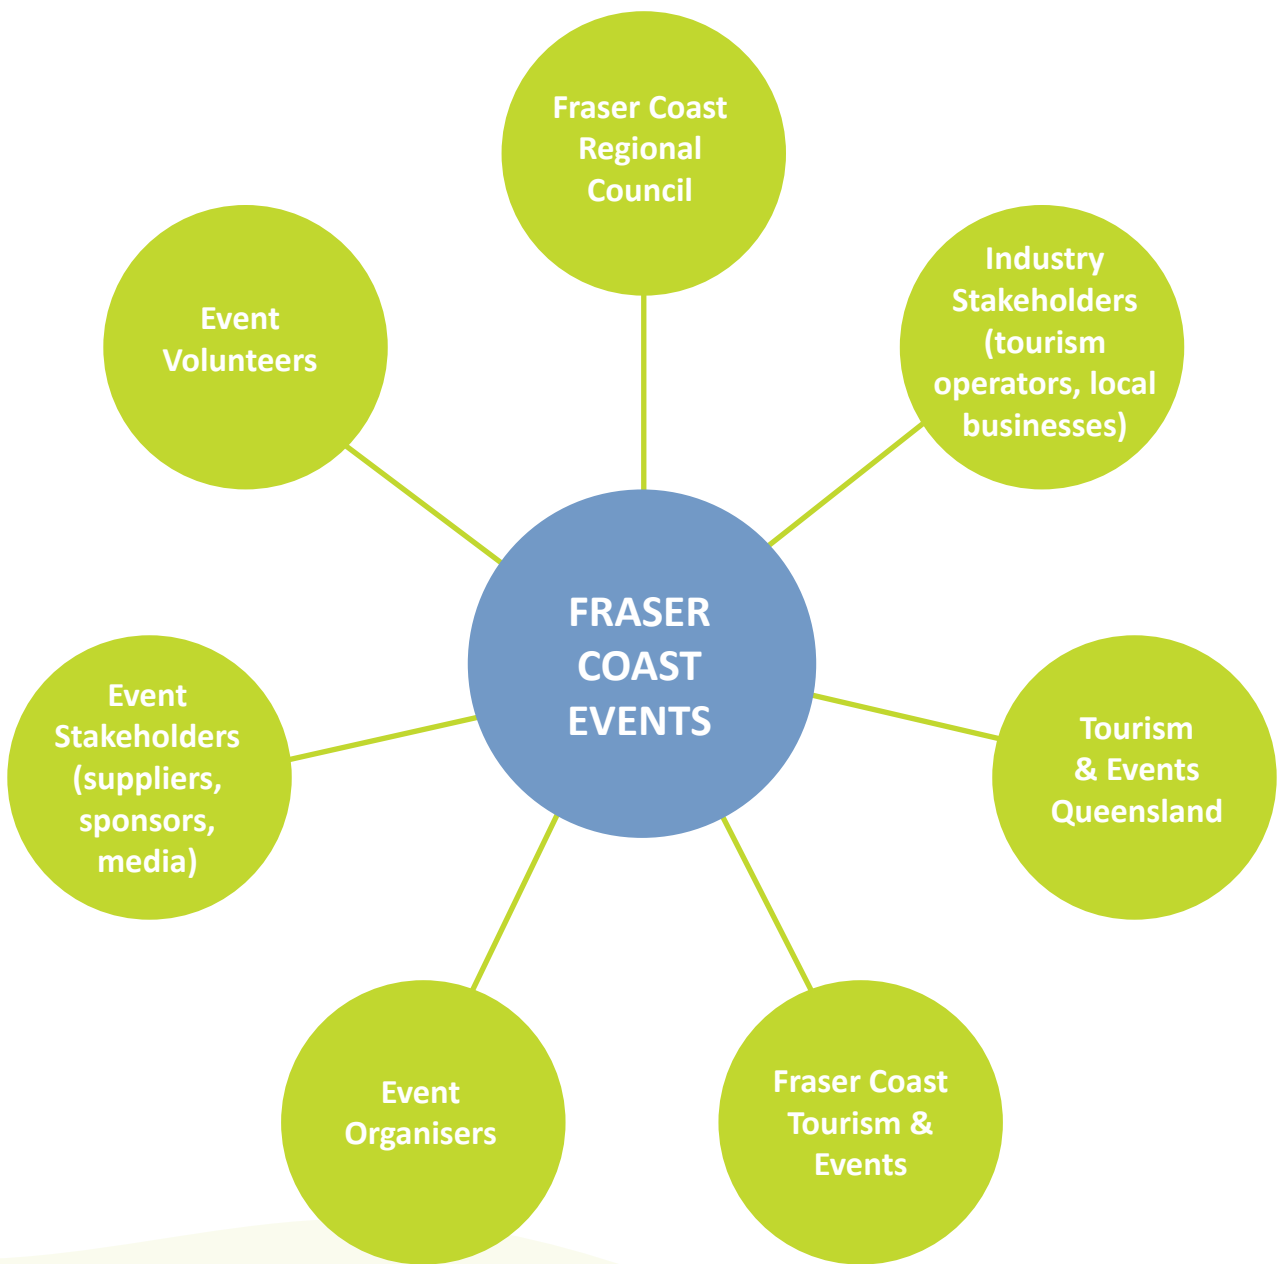 Fraser Coast
Regional
Council
Industry
Stakeholders
(tourism
operators, local
businesses)
Event
Volunteers
FRASER
COAST
EVENTS
Event
Stakeholders
(suppliers,
sponsors,
media)
Tourism
& Events
Queensland
Event
Organisers
Fraser Coast
Tourism &
Events